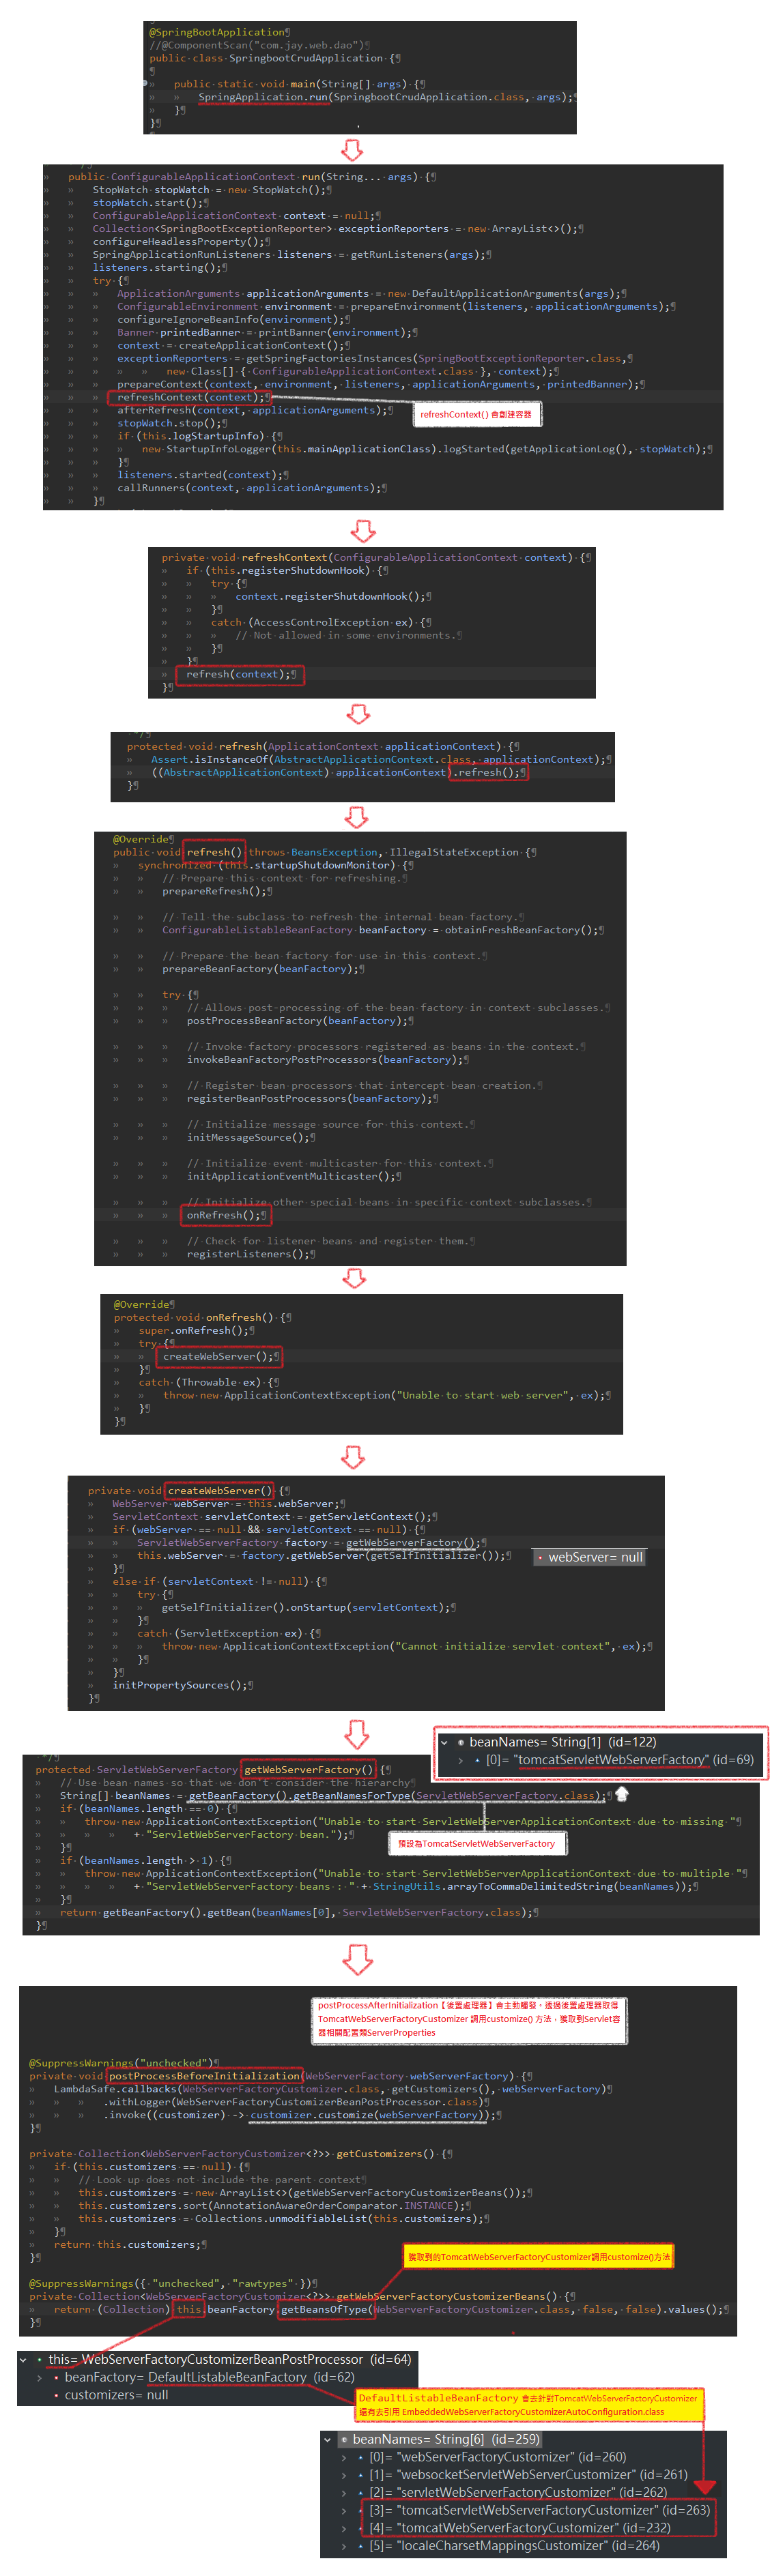 @SpringBootApplication
//@ComponentScan("com.jay.web.dao")
public class SpringbootCrudApplication {
public static void main(String[] args) {
SpringApplication.run(SpringbootCrudApplication.class, args);
}
}
public ConfigurableApplicationContext run(String... args) {
StopWatch stopWatch = new StopWatch();
stopWatch.start();
ConfigurableApplicationContext context = null;
Collection<SpringBootExceptionReporter> exceptionReporters = new ArrayList<>();
configureHeadlessProperty();
SpringApplicationRunListeners listeners = getRunListeners(args);
listeners.starting();
try {
ApplicationArguments applicationArguments = new DefaultApplicationArguments(args);
ConfigurableEnvironment environment = prepareEnvironment(listeners, applicationArguments);
configureIgnoreBeanInfo(environment);
Banner printedBanner = printBanner(environment);
context = createApplicationContext();
exceptionReporters = getSpringFactoriesInstances(SpringBootExceptionReporter.class,
new Class[] { ConfigurableApplicationContext.class }, context);
prepareContext(context, environment, listeners, applicationArguments, printedBanner);
refreshContext(context);
refreshContext() 會創建容器
afterRefresh(context, applicationArguments);
stopWatch.stop();
if (this.logStartupInfo) {
new StartupInfoLogger(this.mainApplicationClass).logStarted(getApplicationLog(), stopWatch);
}
listeners.started(context);
callRunners(context, applicationArguments);
}
private void refreshContext(ConfigurableApplicationContext context) {
if (this.registerShutdownHook) {
try {
context.registerShutdownHook();
}
catch (AccessControlException ex) {
// Not allowed in some environments.
}
}
refresh(context);
}
*/
protected void refresh(ApplicationContext applicationContext) {
Assert.isInstanceOf(AbstractApplicationContext.class, applicationContext);
((AbstractApplicationContext) applicationContext).refresh();
}
@Override
public void refresh() throws BeansException, IllegalStateException {
synchronized (this.startupShutdownMonitor) {
// Prepare this context for refreshing.
prepareRefresh();
// Tell the subclass to refresh the internal bean factory.
ConfigurableListableBeanFactory beanFactory = obtainFreshBeanFactory();
// Prepare the bean factory for use in this context.
prepareBeanFactory(beanFactory);
try {
// Allows post-processing of the bean factory in context subclasses.
postProcessBeanFactory(beanFactory);
// Invoke factory processors registered as beans in the context.
invokeBeanFactoryPostProcessors(beanFactory);
// Register bean processors that intercept bean creation.
registerBeanPostProcessors(beanFactory);
// Initialize message source for this context.
initMessageSource();
// Initialize event multicaster for this context.
initApplicationEventMulticaster();
// Initialize other special beans in specific context subclasses.
onRefresh();
// Check for listener beans and register them.
registerListeners();
@Override
protected void onRefresh() {
super.onRefresh();
try {
createWebServer();
}
catch (Throwable ex) {
throw new ApplicationContextException("Unable to start web server", ex);
}
}
private void createWebServer() {
WebServer webServer = this.webServer;
ServletContext servletContext = getServletContext();
if (webServer == null && servletContext == null) {
ServletWebServerFactory factory = getWebServerFactory();
this.webServer = factory.getWebServer(getSelfInitializer());
webServer= null
}
else if (servletContext != null) {
try {
getSelfInitializer().onStartup(servletContext);
}
catch (ServletException ex) {
throw new ApplicationContextException("Cannot initialize servlet context", ex);
}
}
initPropertySources();
}
beanNames= String[1] (id=122)
[0]= "tomcatServletWebServerFactory" (id=69)
*/
protected ServletWebServerFactory getWebServerFactory() {
// Use bean names so that we don't consider the hierarchy
String[] beanNames = getBeanFactory().getBeanNamesForType(ServletWebServerFactory.class);
if (beanNames.length == 0) {
throw new ApplicationContextException("Unable to start ServletWebServerApplicationContext due to missing "
+ "ServletWebServerFactory bean.");
預設為TomcatServletWebServerFactory
}
if (beanNames.length > 1) {
throw new ApplicationContextException("Unable to start ServletWebServerApplicationContext due to multiple "
+ "ServletWebServerFactory beans : " + StringUtils.arrayToCommaDelimitedString(beanNames));
}
return getBeanFactory().getBean(beanNames[0], ServletWebServerFactory.class);
}
postProcessAfterInitialization【後置處理器】會主動觸發，透過後置處理器取得
TomcatWebServerFactoryCustomizer 調用customize() 方法，獲取到Servlet容
器相關配置類ServerProperties
@SuppressWarnings("unchecked")
private void postProcessBeforeInitialization(WebServerFactory webServerFactory) {
LambdaSafe.callbacks(WebServerFactoryCustomizer.class, getCustomizers(), webServerFactory)
.withLogger(WebServerFactoryCustomizerBeanPostProcessor.class)
.invoke((customizer) -> customizer.customize(webServerFactory));
}
private Collection<WebServerFactoryCustomizer<?>> getCustomizers() {
if (this.customizers == null) {
// Look up does not include the parent context
this.customizers = new ArrayList<>(getWebServerFactoryCustomizerBeans());
this.customizers.sort(AnnotationAwareOrderComparator.INSTANCE);
this.customizers = Collections.unmodifiableList(this.customizers);
}
return this.customizers;
}
獲取到的TomcatWebServerFactoryCustomizer調用customize()方法
@SuppressWarnings({ "unchecked", "rawtypes" })
private Collection<WebServerFactoryCustomizer<?>> getWebServerFactoryCustomizerBeans() {
return (Collection) this.beanFactory.getBeansOfType(WebServerFactoryCustomizer.class, false, false).values();
}
this= WebServerFactoryCustomizerBeanPostProcessor (id=64)
beanFactory= DefaultListableBeanFactory (id=62)
customizers= null
DefaultListableBeanFactory 會去針對TomcatWebServerFactoryCustomizer
還有去引用 EmbeddedWebServerFactoryCustomizerAutoConfiguration.class
beanNames= String[6] (id=259)
[0]= "webServerFactoryCustomizer" (id=260)
[1]= "websocketServletWebServerCustomizer" (id=261)
[2]= "servletWebServerFactoryCustomizer" (id=262)
[3]= "tomcatServletWebServerFactoryCustomizer" (id=263)
[4]= "tomcatWebServerFactoryCustomizer" (id=232)
[5]= "localeCharsetMappingsCustomizer" (id=264)